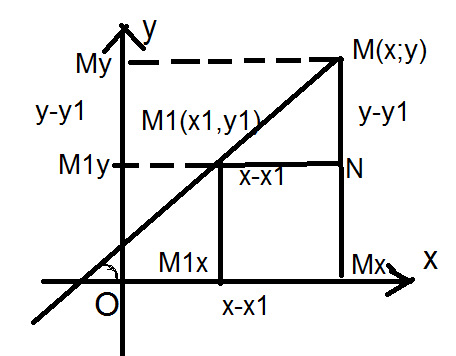 y
My
M(x;y)
y-y1
M1(x1,y1)
y-y1
M1y
x-x1
N
M1x
Mx
x
O
x-x1